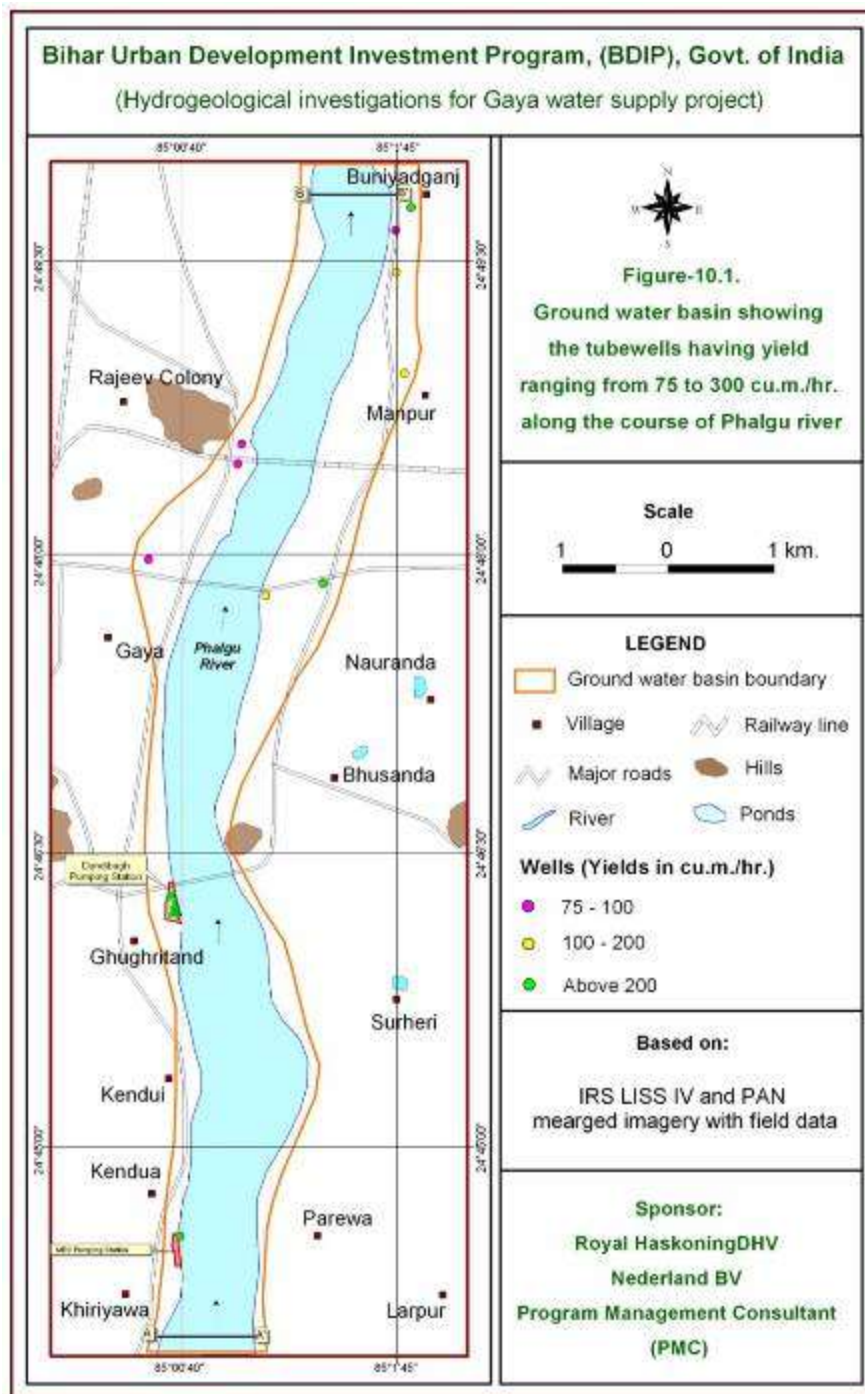 Bihar Urban Development Investment Program, (BDIP), Govt. of India
(Hydrogeological investigations for Gaya water supply project)
85°00'40" 85°1'45"
Buniyadganj
B B'
24°49'30" 24°49'30"
Rajeev Colony
Manpur
24°48'00" 24°48'00"
Gaya
Phalgu
River
Nauranda
Bhusanda
24°46'30" 24°46'30"
Dandibagh
Pumping Station
Ghughritand
Surheri
Kendui
24°45'00" 24°45'00"
Kendua
Parewa
Pumping Station
Khiriyawa
Larpur
A A'
85°00'40" 85°1'45"
N
W E
S
Figure-10.1.
Ground water basin showing
the tubewells having yield
ranging from 75 to 300 cu.m./hr.
along the course of Phalgu river
Scale
1 0 1 km.
LEGEND
Ground water basin boundary
Village Railway line
Major roads Hills
River Ponds
Wells (Yields in cu.m./hr.)
75 - 100
100 - 200
Above 200
Based on:
IRS LISS IV and PAN
mearged imagery with field data
Sponsor:
Royal HaskoningDHV
Nederland BV
Program Management Consultant
(PMC)